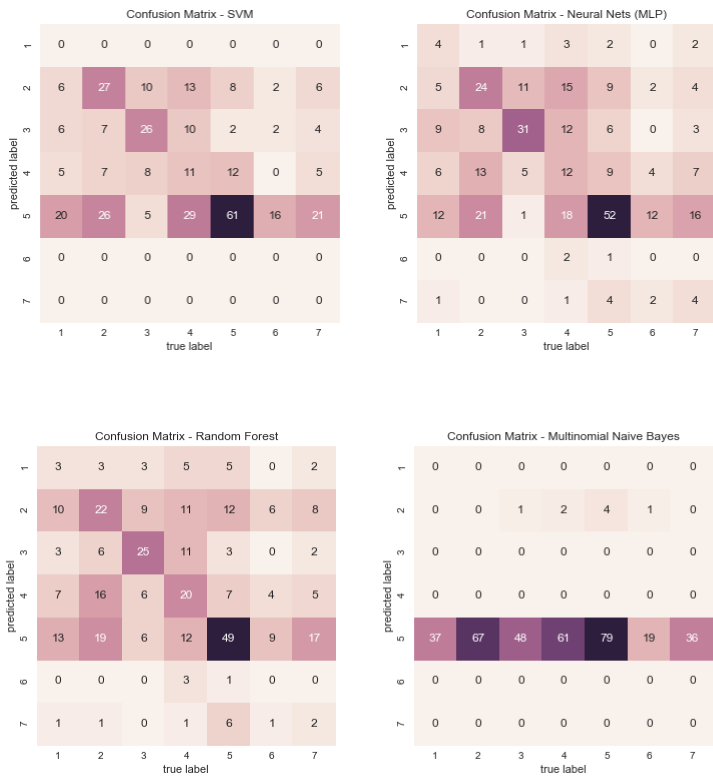 Confusion Matrix - SVM
1 0 0 0 0 0 0 0
2 6 27 10 13 8 2 6
3 6 7 26 10 2 2 4
4 5 7 8 11 12 0 5
5 20 26 5 29 61 16 21
6 0 0 0 0 0 0 0
7 0 0 0 0 0 0 0
1 2 3 4 5 6 7
predicted label
true label
Confusion Matrix - Neural Nets (MLP)
1 4 1 1 3 2 0 2
2 5 24 11 15 9 2 4
3 9 8 31 12 6 0 3
4 6 13 5 12 9 4 7
5 12 21 1 18 52 12 16
6 0 0 0 2 1 0 0
7 1 0 0 1 4 2 4
1 2 3 4 5 6 7
predicted label
true label
Confusion Matrix - Random Forest
1 3 3 3 5 5 0 2
2 10 22 9 11 12 6 8
3 3 6 25 11 3 0 2
4 7 16 6 20 7 4 5
5 13 19 6 12 49 9 17
6 0 0 0 3 1 0 0
7 1 1 0 1 6 1 2
1 2 3 4 5 6 7
predicted label
true label
Confusion Matrix - Multinomial Naive Bayes
1 0 0 0 0 0 0 0
2 0 0 1 2 4 1 0
3 0 0 0 0 0 0 0
4 0 0 0 0 0 0 0
5 37 67 48 61 79 19 36
6 0 0 0 0 0 0 0
7 0 0 0 0 0 0 0
1 2 3 4 5 6 7
predicted label
true label